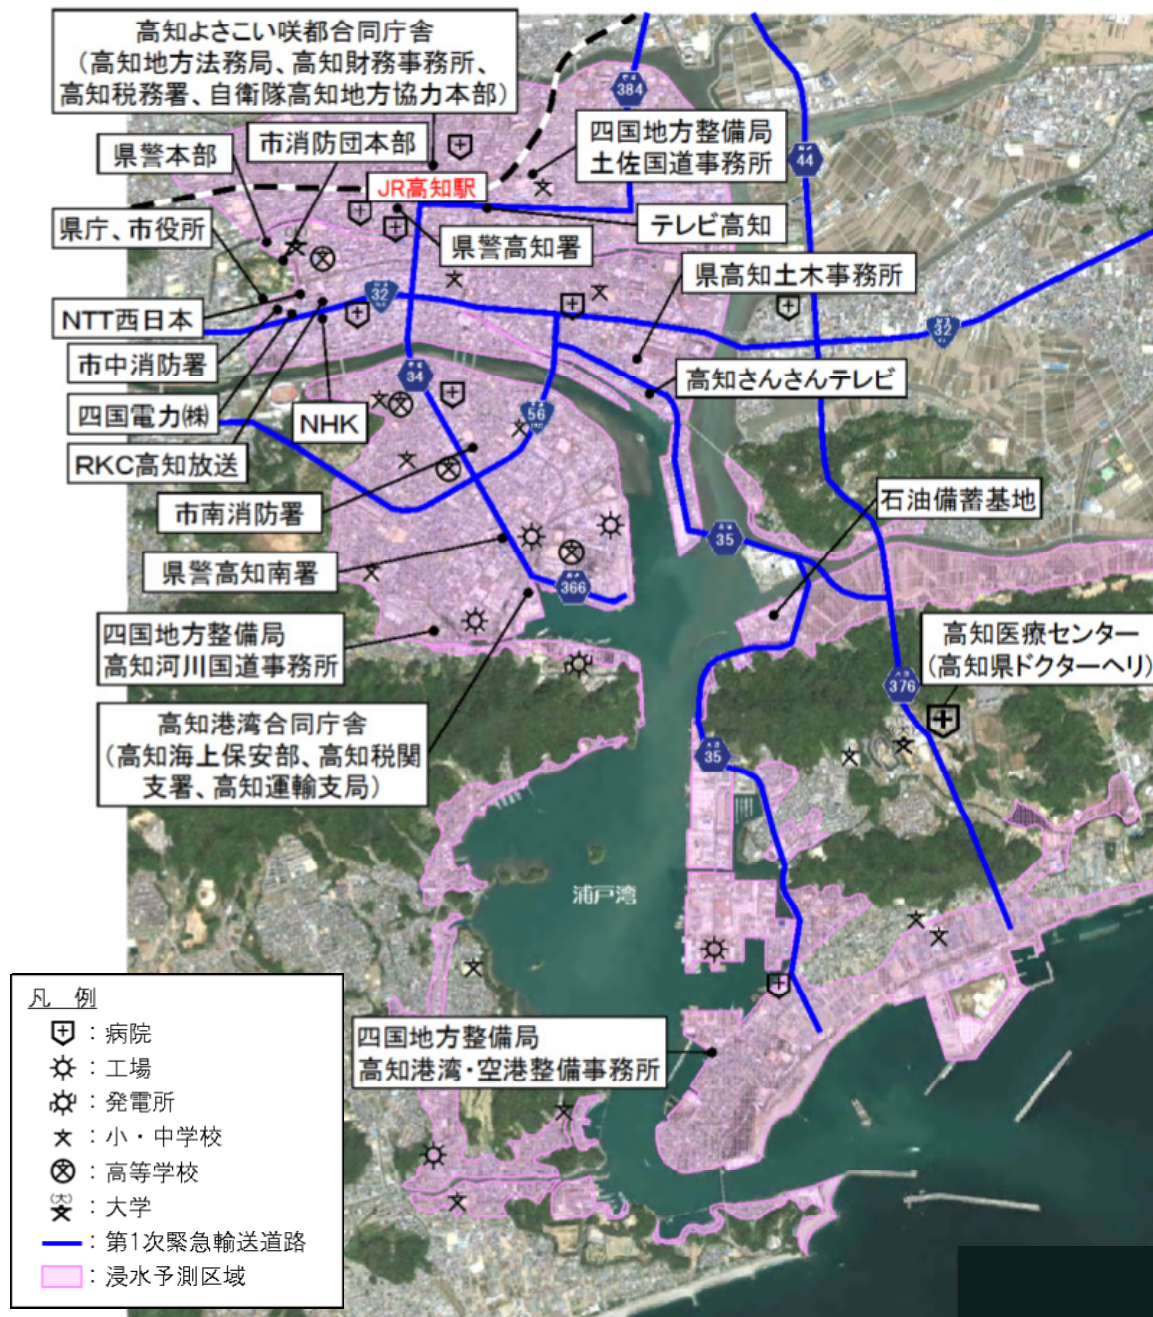 高知よさこい咲都合同庁舎
(高知地方法務局、高知財務事務所、
高知税務署、自衛隊高知地方協力本部)
384
四国地方整備局
土佐国道事務所
44
県警本部
市消防団本部
JR高知駅
県庁、市役所
県警高知署
テレビ高知
県高知土木事務所
32
NTT西日本
32
市中消防署
34
高知さんさんテレビ
四国電力㈱
NHK
56
RKC高知放送
市南消防署
石油備蓄基地
35
県警高知南署
366
四国地方整備局
高知河川国道事務所
高知医療センター
(高知県ドクターヘリ)
376
高知港湾合同庁舎
(高知海上保安部、高知税関
支署、高知運輸支局)
(大)
35
浦戸湾
四国地方整備局
高知港湾・空港整備事務所
凡 例
：病院
：工場
：発電所
：小・中学校
：高等学校
(大)
：大学
：第1次緊急輸送道路
：浸水予測区域